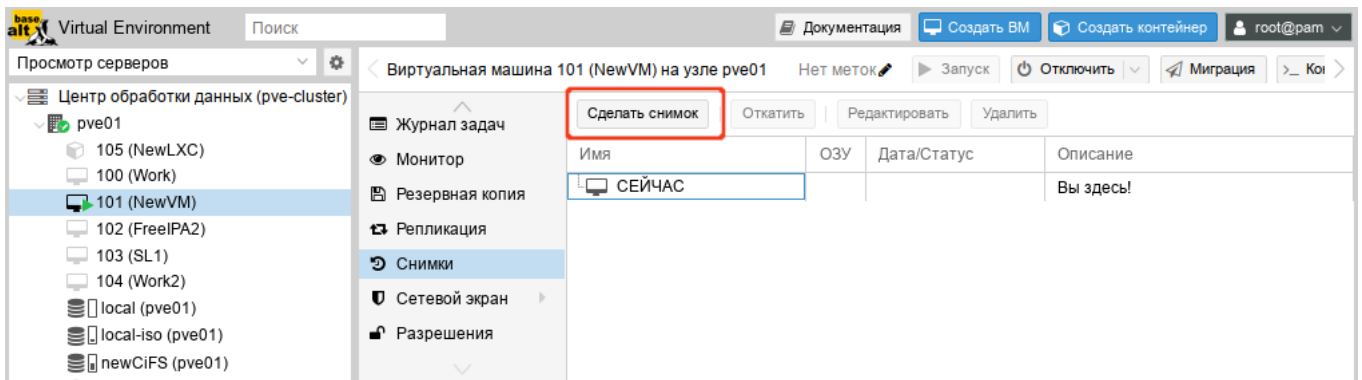 base
alt Virtual Environment Поиск Документация Создать ВМ Создать контейнер root@pam
Просмотр серверов
Виртуальная машина 101 (NewVM) на узле pve01 Нет меток Запуск Отключить Миграция >_ Ко
Центр обработки данных (pve-cluster)
pve01
105 (NewLXC)
100 (Work)
101 (NewVM)
102 (FreeIPA2)
103 (SL1)
104 (Work2)
local (pve01)
local-iso (pve01)
newCiFS (pve01)
Журнал задач
Монитор
Резервная копия
Репликация
Снимки
Сетевой экран
Разрешения
Сделать снимок Откатить Редактировать Удалить
Имя ОЗУ Дата/Статус Описание
СЕЙЧАС Вы здесь!